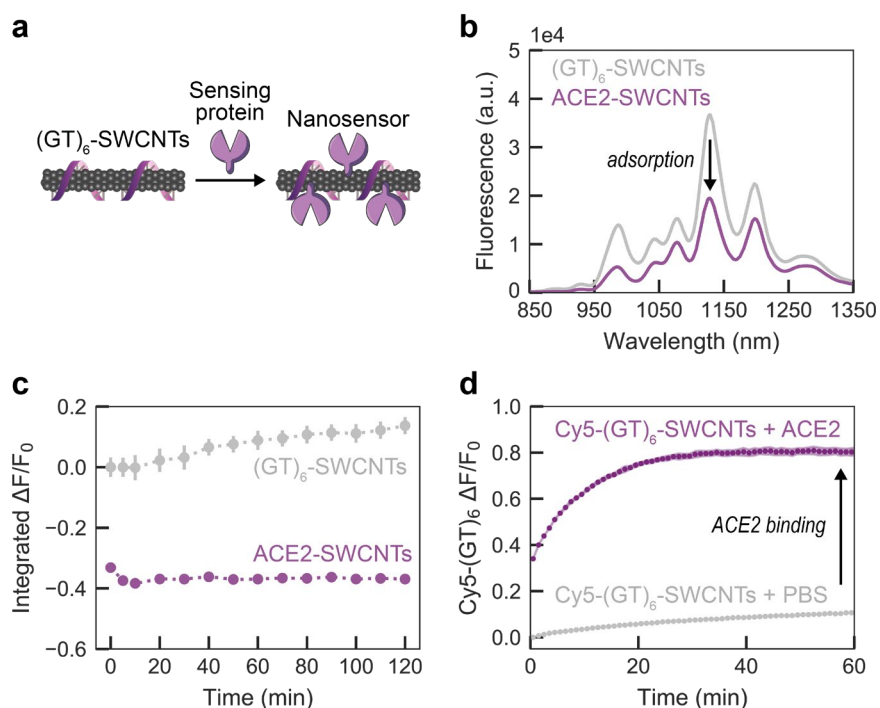 a
(GT)6-SWCNTs
Sensing
protein
Nanosensor
b
1e4
5
4
3
2
1
0
Fluorescence (a.u.)
(GT)6-SWCNTs
ACE2-SWCNTs
adsorption
850 950 1050 1150 1250 1350
Wavelength (nm)
c
0.2
0.0
−0.2
−0.4
−0.6
Integrated ΔF/F0
(GT)6-SWCNTs
ACE2-SWCNTs
0 20 40 60 80 100 120
Time (min)
d
1.0
0.8
0.6
0.4
0.2
0.0
Cy5-(GT)6 ΔF/F0
Cy5-(GT)6-SWCNTs + ACE2
ACE2 binding
Cy5-(GT)6-SWCNTs + PBS
0 20 40 60
Time (min)